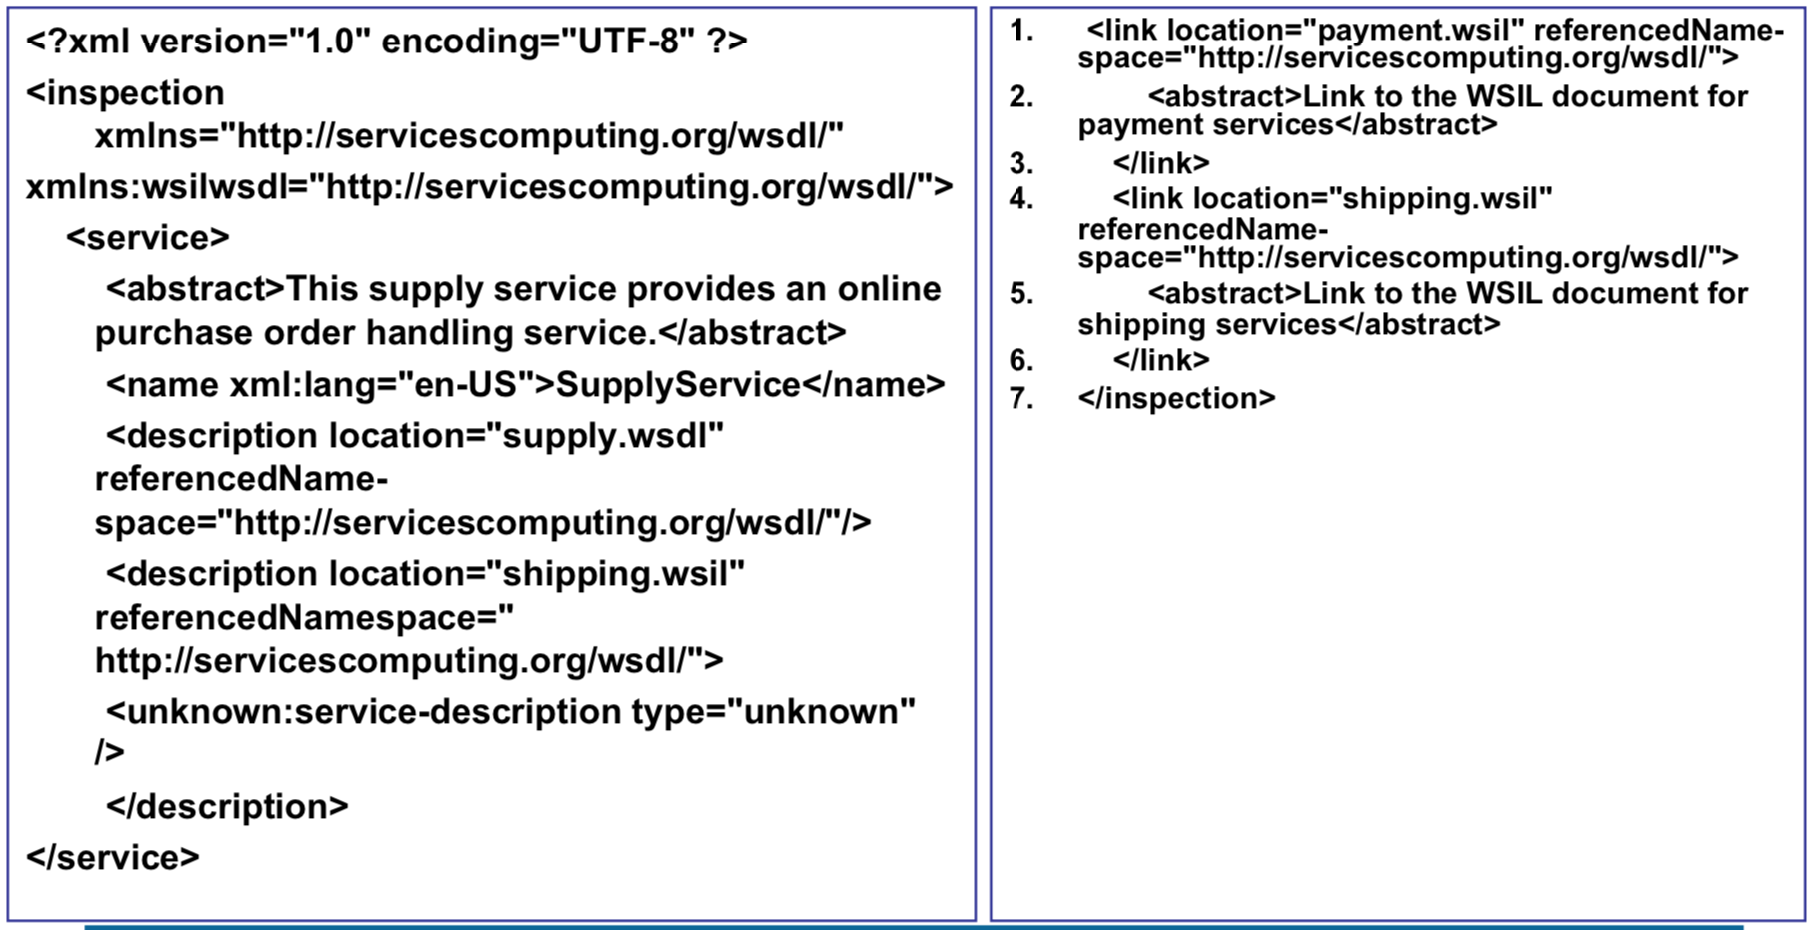 <?xml version="1.0" encoding="UTF-8" ?>
<inspection
xmlns="http://servicescomputing.org/wsdl/"
xmlns:wsilwsdl="http://servicescomputing.org/wsdl/">
<service>
<abstract>This supply service provides an online
purchase order handling service.</abstract>
<name xml:lang="en-US">SupplyService</name>
<description location="supply.wsdl"
referencedName-
space="http://servicescomputing.org/wsdl/"/>
<description location="shipping.wsil"
referencedNamespace="
http://servicescomputing.org/wsdl/">
<unknown:service-description type="unknown"
/>
</description>
</service>
1. <link location="payment.wsil" referencedName-
space="http://servicescomputing.org/wsdl/">
2. <abstract>Link to the WSIL document for
payment services</abstract>
3. </link>
4. <link location="shipping.wsil"
referencedName-
space="http://servicescomputing.org/wsdl/">
5. <abstract>Link to the WSIL document for
shipping services</abstract>
6. </link>
7. </inspection>